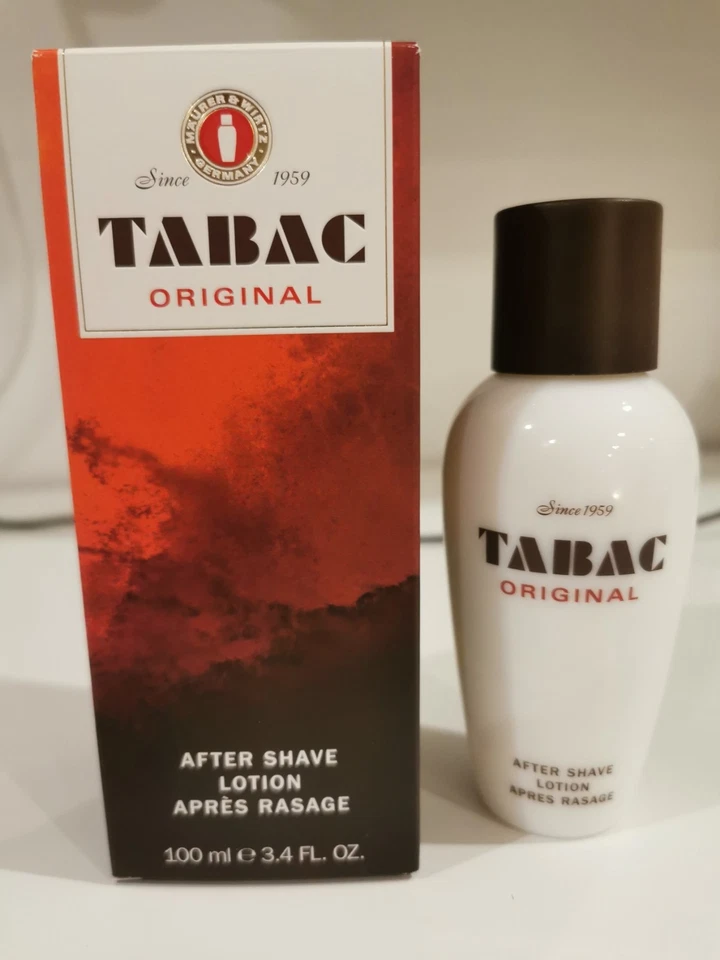 MÄURER & WIRTZ
· GERMANY ·
Since 1959
TABAC
ORIGINAL
AFTER SHAVE
LOTION
APRÈS RASAGE
100 ml ℮ 3.4 FL. OZ.
Since 1959
TABAC
ORIGINAL
AFTER SHAVE
LOTION
APRES RASAGE